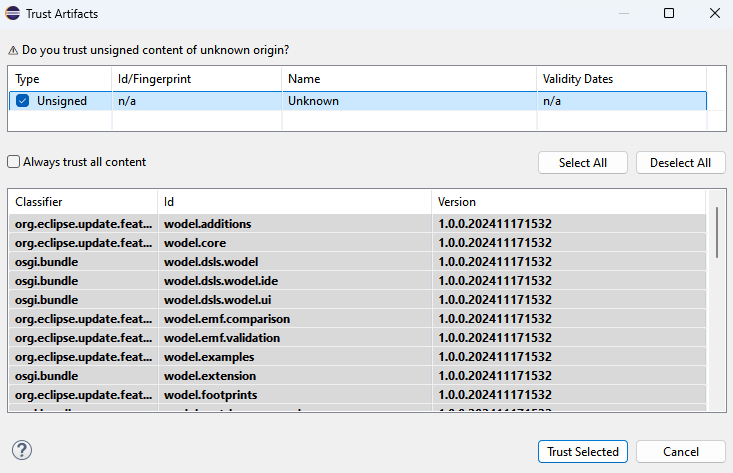 Trust Artifacts
Do you trust unsigned content of unknown origin?
Type Id/Fingerprint Name Validity Dates
Unsigned n/a Unknown n/a
Always trust all content Select All Deselect All
Classifier Id Version
org.eclipse.update.feat... wodel.additions 1.0.0.202411171532
org.eclipse.update.feat... wodel.core 1.0.0.202411171532
osgi.bundle wodel.dsls.wodel 1.0.0.202411171532
osgi.bundle wodel.dsls.wodel.ide 1.0.0.202411171532
osgi.bundle wodel.dsls.wodel.ui 1.0.0.202411171532
org.eclipse.update.feat... wodel.emf.comparison 1.0.0.202411171532
org.eclipse.update.feat... wodel.emf.validation 1.0.0.202411171532
org.eclipse.update.feat... wodel.examples 1.0.0.202411171532
osgi.bundle wodel.extension 1.0.0.202411171532
org.eclipse.update.feat... wodel.footprints 1.0.0.202411171532
Trust Selected Cancel